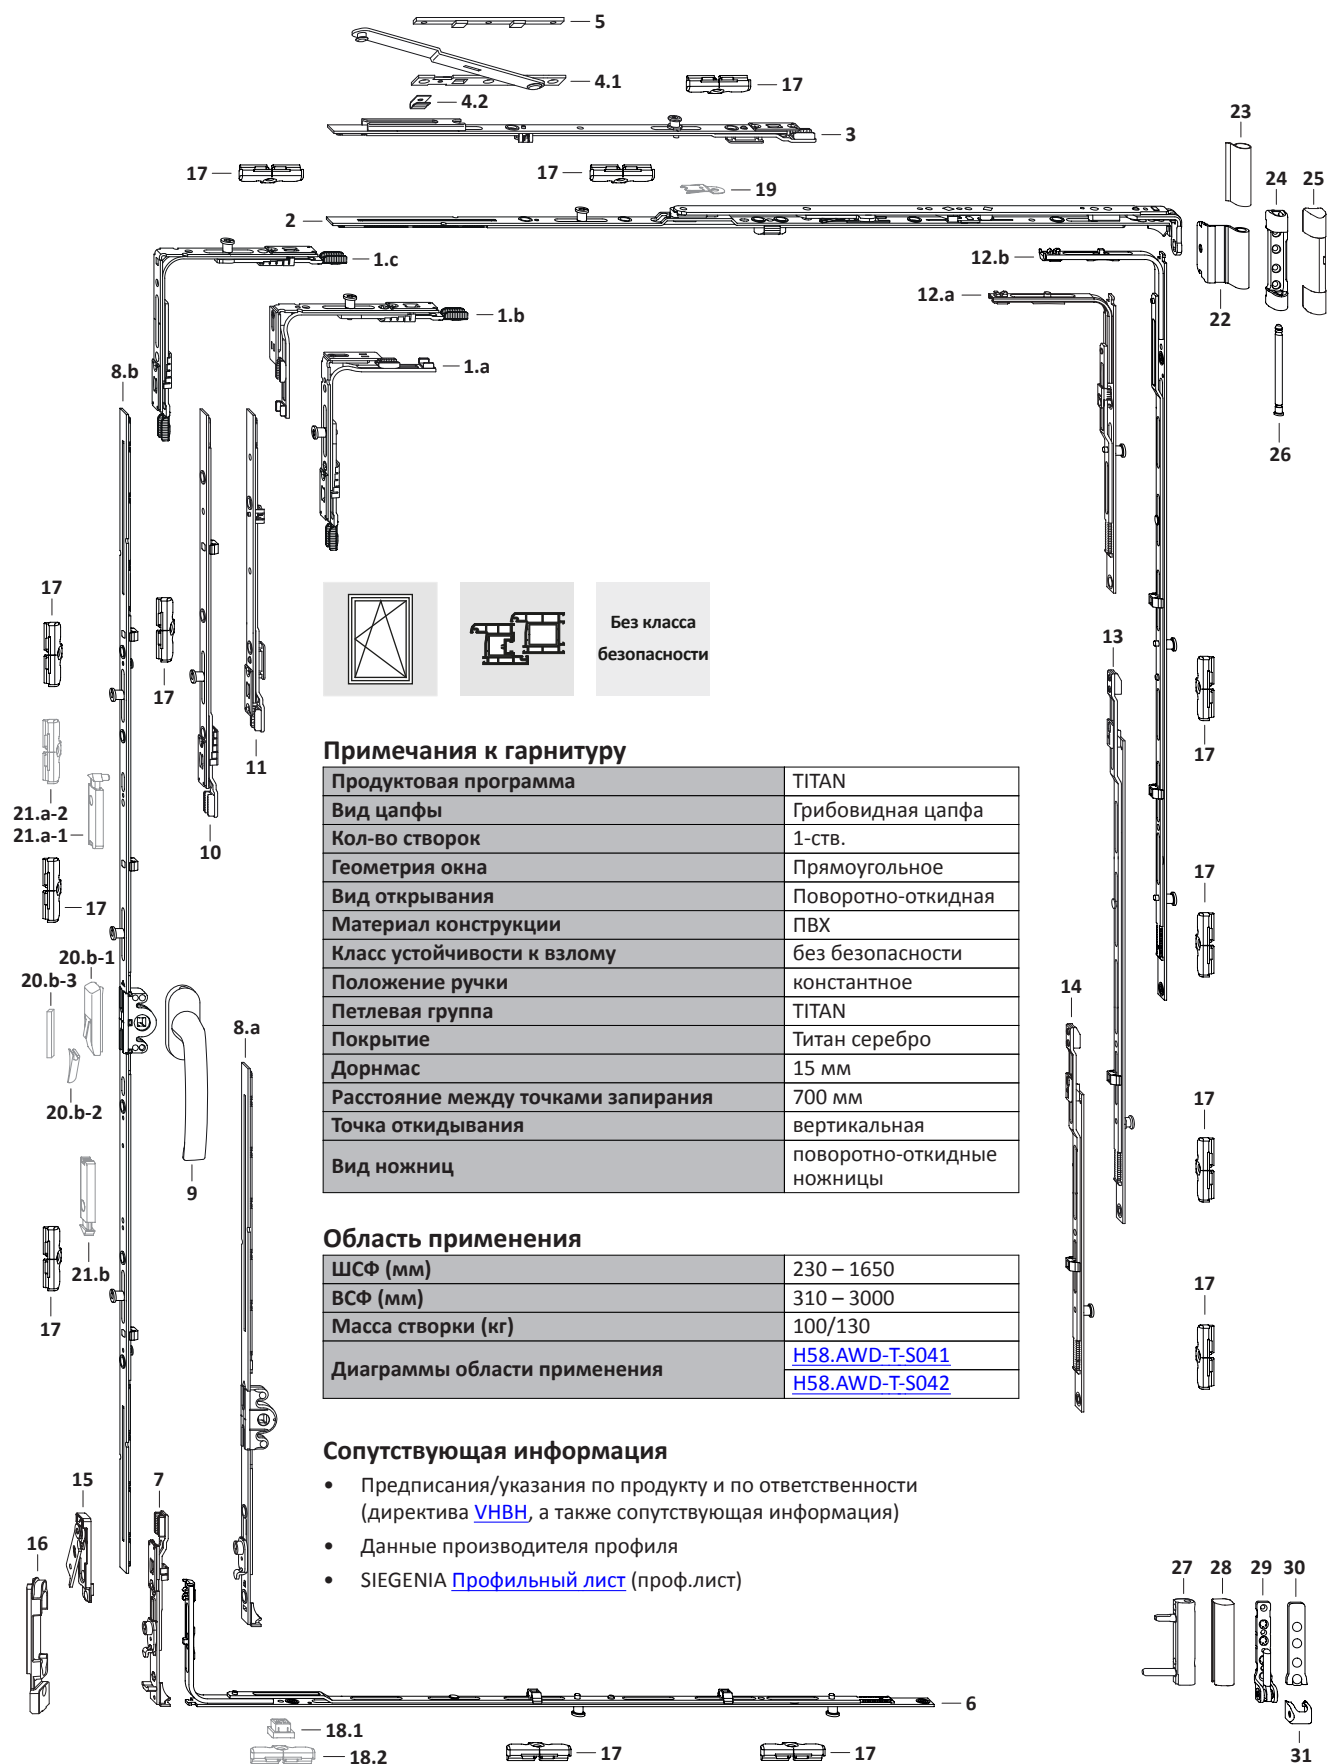 5
4.1
17
4.2
3
23
17
17
24
25
19
2
1.c
12.b
12.a
22
1.b
8.b
1.a
26
17
Без класса
безопасности
13
17
11
17
Примечания к гарнитуру
Продуктовая программа TITAN
Вид цапфы Грибовидная цапфа
Кол-во створок 1-ств.
Геометрия окна Прямоугольное
Вид открывания Поворотно-откидная
Материал конструкции ПВХ
Класс устойчивости к взлому без безопасности
Положение ручки константное
Петлевая группа TITAN
Покрытие Титан серебро
Дорнмас 15 мм
Расстояние между точками запирания 700 мм
Точка откидывания вертикальная
Вид ножниц поворотно-откидные
ножницы
21.a-2
21.a-1
10
17
17
20.b-1
20.b-3
14
8.a
20.b-2
17
9
21.b
17
17
Область применения
ШСФ (мм) 230 – 1650
ВСФ (мм) 310 – 3000
Масса створки (кг) 100/130
Диаграммы области применения H58.AWD-T-S041
H58.AWD-T-S042
Сопутствующая информация
• Предписания/указания по продукту и по ответственности
(директива VHBH, а также сопутствующая информация)
• Данные производителя профиля
• SIEGENIA Профильный лист (проф.лист)
15
7
16
27
28
29
30
6
18.1
18.2
17
17
31